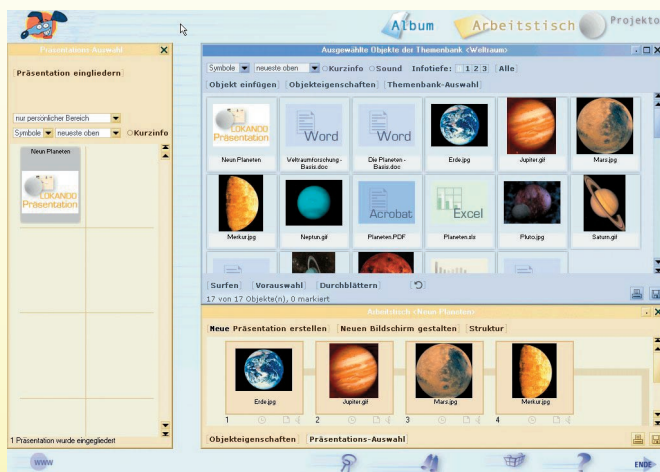 Album Arbeitstisch Projekto
Präsentations Auswahl
Präsentation eingliedern
nur persönlicher Bereich
Symbole neueste oben Kurzinfo
Neun Planeten
LOKANDO
Präsentation
1 Präsentation wurde eingegliedert
Ausgewählte Objekte der Themenbank <Weltraum>
Symbole neueste oben Kurzinfo Sound Infotiefe: 1 2 3 Alle
Objekt einfügen Objekteigenschaften Themenbank-Auswahl
LOKANDO
Präsentation
Word Word
Neun Planeten Weltraumforschung - Basis.doc Die Planeten - Basis.doc Erde.jpg Jupiter.gif Mars.jpg
Acrobat Excel
Merkur.jpg Neptun.gif Planeten.PDF Planeten.xls Pluto.jpg Saturn.gif
Surfen Vorauswahl Durchblättern
17 von 17 Objekte(n), 0 markiert
Arbeitstisch <Neun Planeten>
Neue Präsentation erstellen Neuen Bildschirm gestalten Struktur
Erde.jpg Jupiter.gif Mars.jpg Merkur.jpg
1 2 3 4
Objekteigenschaften Präsentations-Auswahl
WWW ENDE